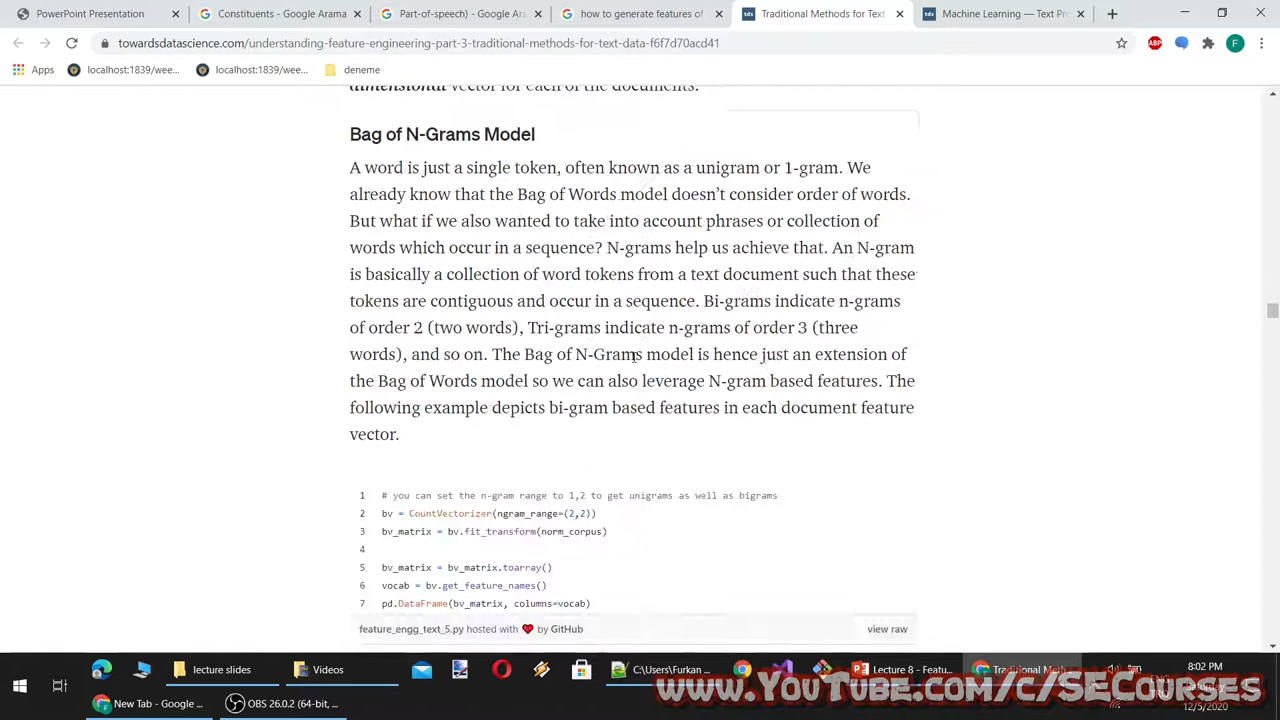 PowerPoint Presentation
Constituents - Google Arama
Part-of-speech) - Google Ara
how to generate features of
Traditional Methods for Text
Machine Learning — Text Pro
towardsdatascience.com/understanding-feature-engineering-part-3-traditional-methods-for-text-data-f6f7d70acd41
ABP
F
Apps
localhost:1839/wee...
localhost:1839/wee...
deneme
dimensional vector for each of the documents.
Bag of N-Grams Model
A word is just a single token, often known as a unigram or 1-gram. We
already know that the Bag of Words model doesn’t consider order of words.
But what if we also wanted to take into account phrases or collection of
words which occur in a sequence? N-grams help us achieve that. An N-gram
is basically a collection of word tokens from a text document such that these
tokens are contiguous and occur in a sequence. Bi-grams indicate n-grams
of order 2 (two words), Tri-grams indicate n-grams of order 3 (three
words), and so on. The Bag of N-Grams model is hence just an extension of
the Bag of Words model so we can also leverage N-gram based features. The
following example depicts bi-gram based features in each document feature
vector.
1 # you can set the n-gram range to 1,2 to get unigrams as well as bigrams
2 bv = CountVectorizer(ngram_range=(2,2))
3 bv_matrix = bv.fit_transform(norm_corpus)
4
5 bv_matrix = bv_matrix.toarray()
6 vocab = bv.get_feature_names()
7 pd.DataFrame(bv_matrix, columns=vocab)
feature_engg_text_5.py hosted with ❤ by GitHub
view raw
lecture slides
Videos
C:\Users\Furkan ...
Lecture 8 - Featu...
Traditional Meth...
8:02 PM
ENG
Saturday
New Tab - Google ...
OBS 26.0.2 (64-bit, ...
www.YouTube.com/c/SECourses
12/5/2020